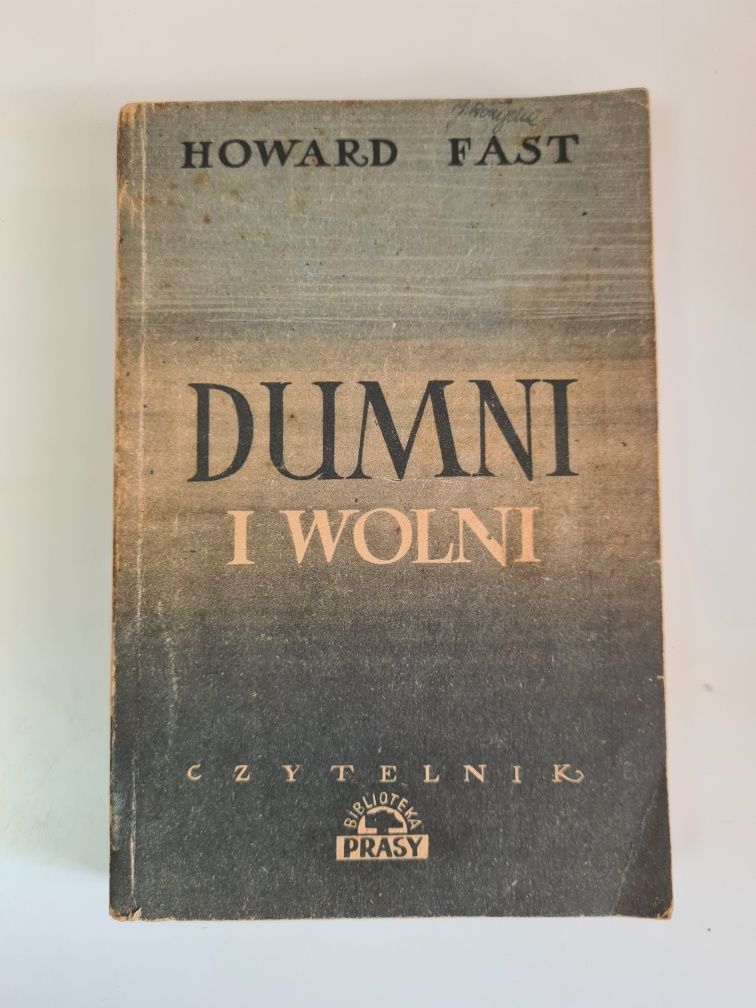 HOWARD FAST
DUMNI
I WOLNI
CZYTELNIK
BIBLIOTEKA
PRASY